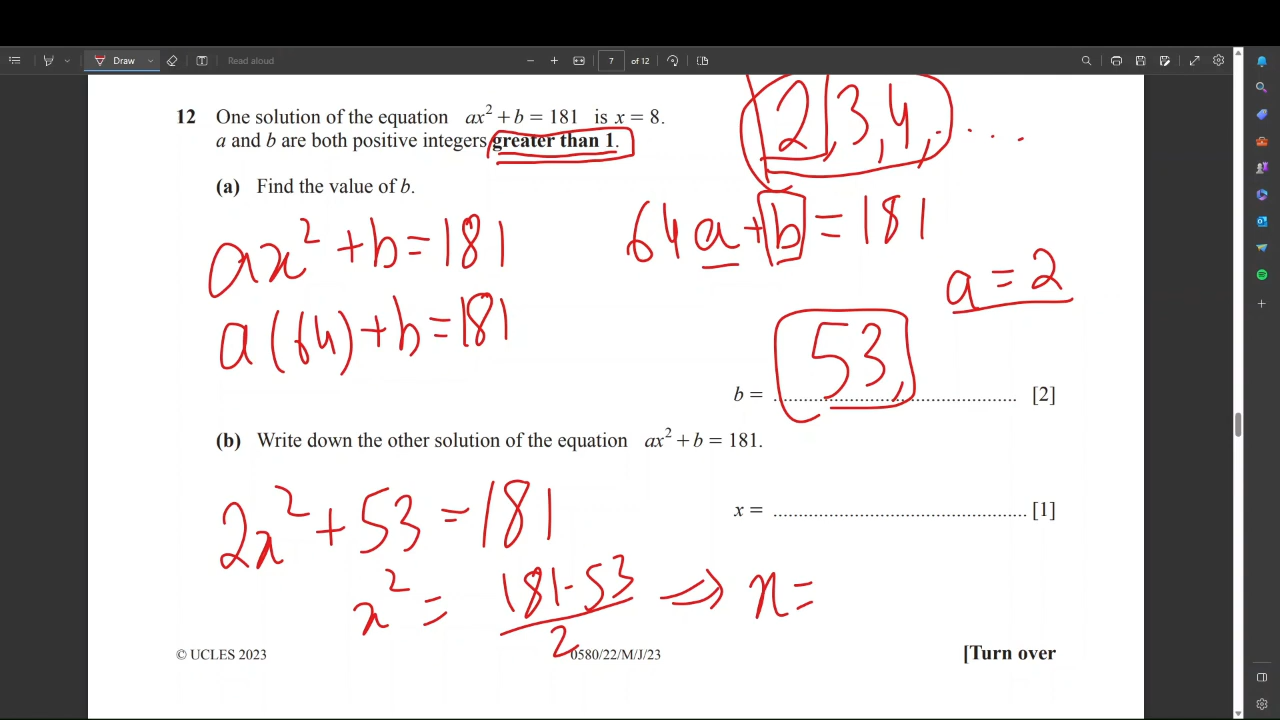 Draw
Read aloud
7 of 12
12 One solution of the equation ax² + b = 181 is x = 8.
a and b are both positive integers greater than 1.
2, 3, 4, . . . .
(a) Find the value of b.
ax² + b = 181
64a + b = 181
a = 2
a (64) + b = 181
b = 53, [2]
(b) Write down the other solution of the equation ax² + b = 181.
2x² + 53 = 181
x = ................................................ [1]
x² = 181-53 / 2 ⇒ x =
© UCLES 2023 0580/22/M/J/23 [Turn over